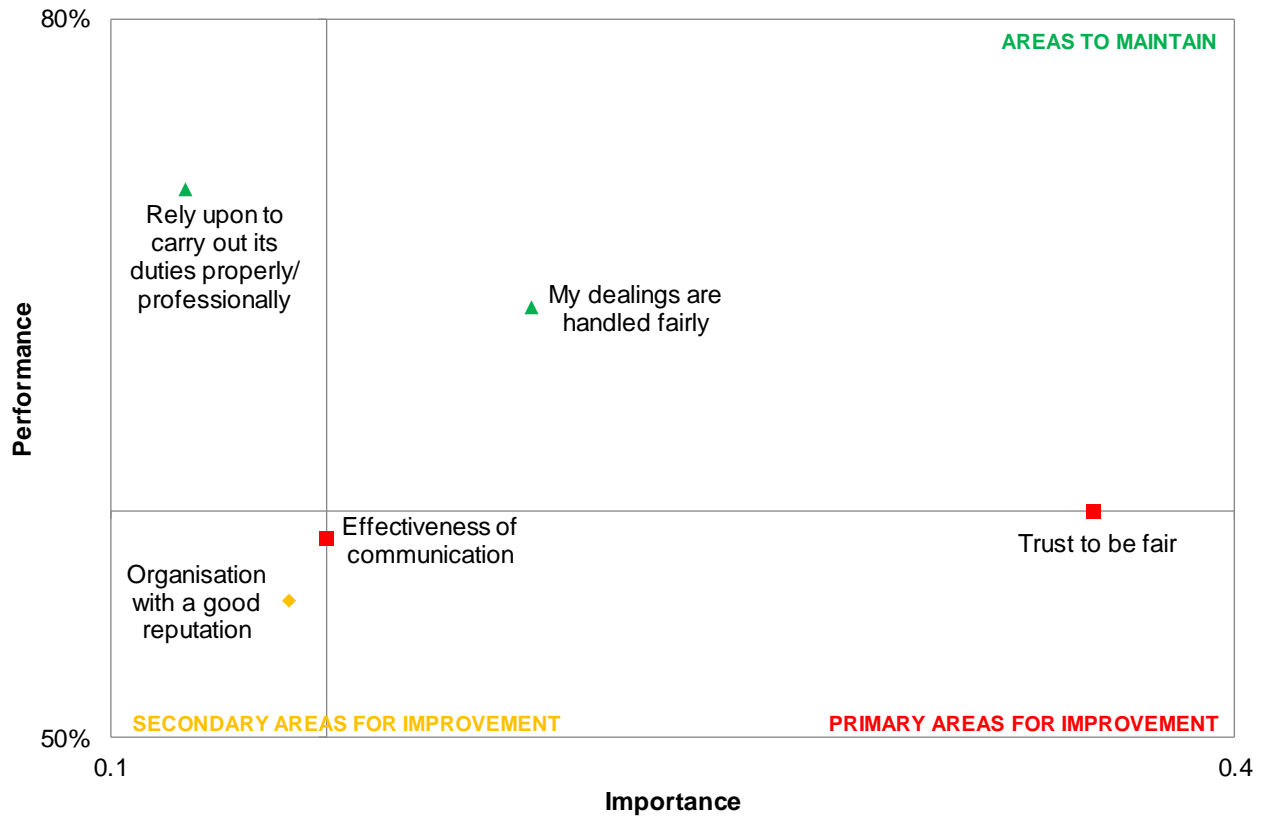 80%
AREAS TO MAINTAIN
Rely upon to
carry out its
duties properly/
professionally
My dealings are
handled fairly
Performance
Effectiveness of
communication
Trust to be fair
Organisation
with a good
reputation
SECONDARY AREAS FOR IMPROVEMENT
PRIMARY AREAS FOR IMPROVEMENT
50%
0.1
0.4
Importance